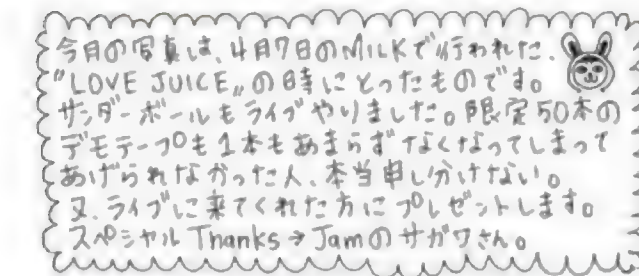 今月の写真は、4月7日のMILKで行われた、
"LOVE JUICE"の時にとったものです。
サンダーボールもライブやりました。限定50本の
デモテープも1本もあまらずなくなってしまって
あげられなかった人、本当申し分けない。
又、ライブに来てくれた方にプレゼントします。
スペシャルThanks→Jamのサガワさん。